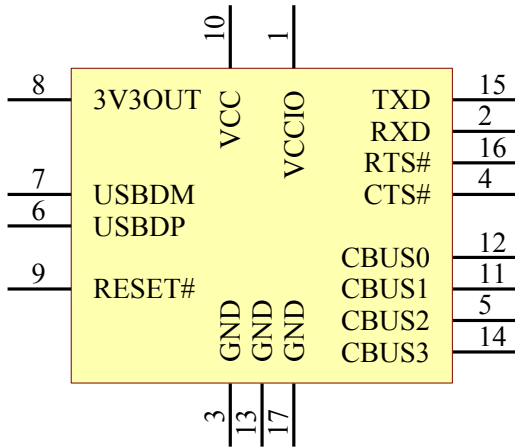 10 1
8 3V3OUT VCC VCCIO TXD 15
RXD 2
RTS# 16
7 USBDM CTS# 4
6 USBDP
CBUS0 12
9 RESET# CBUS1 11
GND GND GND CBUS2 5
CBUS3 14
3 13 17